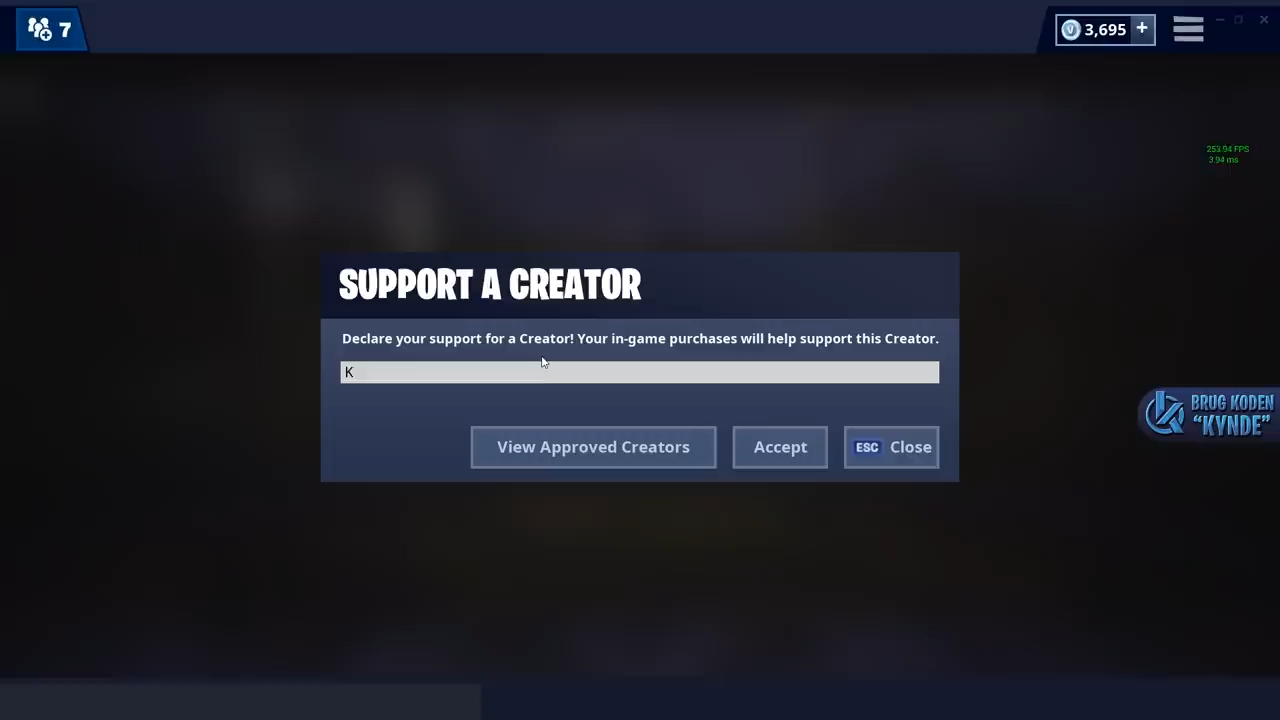 7
3,695 +
253.94 FPS
3.94 ms
SUPPORT A CREATOR
Declare your support for a Creator! Your in-game purchases will help support this Creator.
K
BRUG KODEN
"KYNDE"
View Approved Creators
Accept
ESC Close